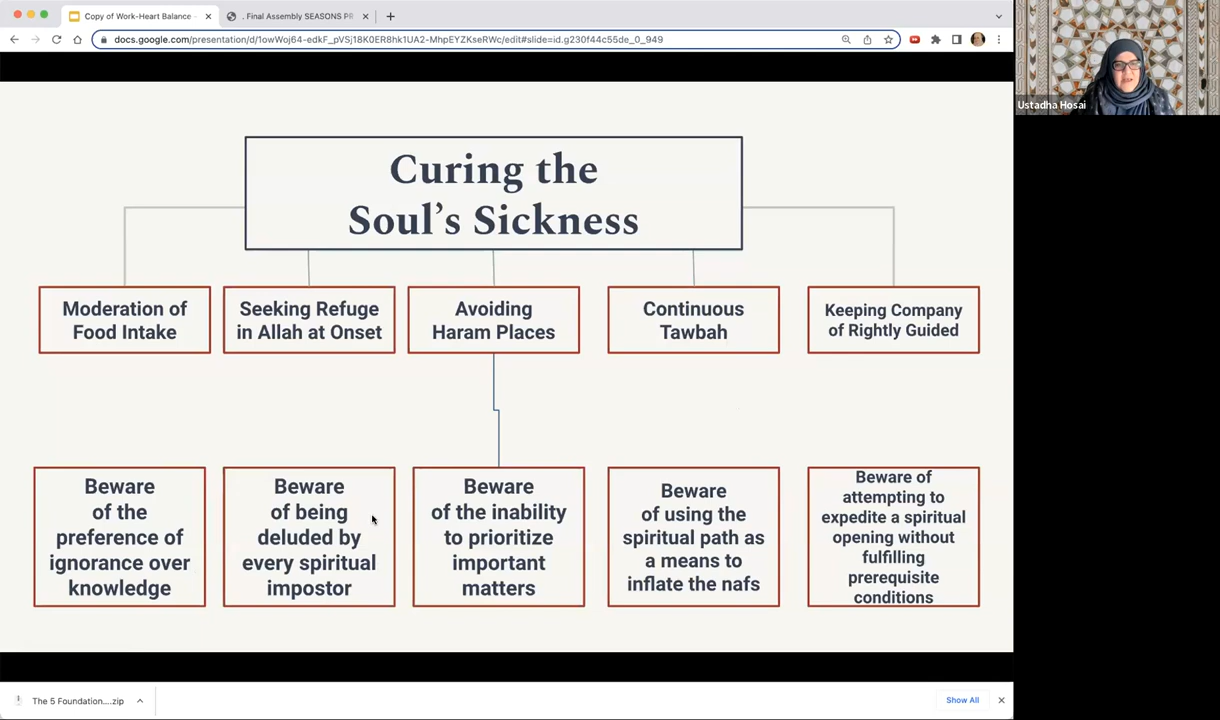 Copy of Work-Heart Balance -
. Final Assembly SEASONS PR
docs.google.com/presentation/d/1owWoj64-edkF_pVSj18K0ER8hk1UA2-MhpEYZKseRWc/edit#slide=id.g230f44c55de_0_949
Ustadha Hosai
Curing the
Soul's Sickness
Moderation of
Food Intake
Seeking Refuge
in Allah at Onset
Avoiding
Haram Places
Continuous
Tawbah
Keeping Company
of Rightly Guided
Beware
of the
preference of
ignorance over
knowledge
Beware
of being
deluded by
every spiritual
impostor
Beware
of the inability
to prioritize
important
matters
Beware
of using the
spiritual path as
a means to
inflate the nafs
Beware of
attempting to
expedite a spiritual
opening without
fulfilling
prerequisite
conditions
The 5 Foundation....zip
Show All